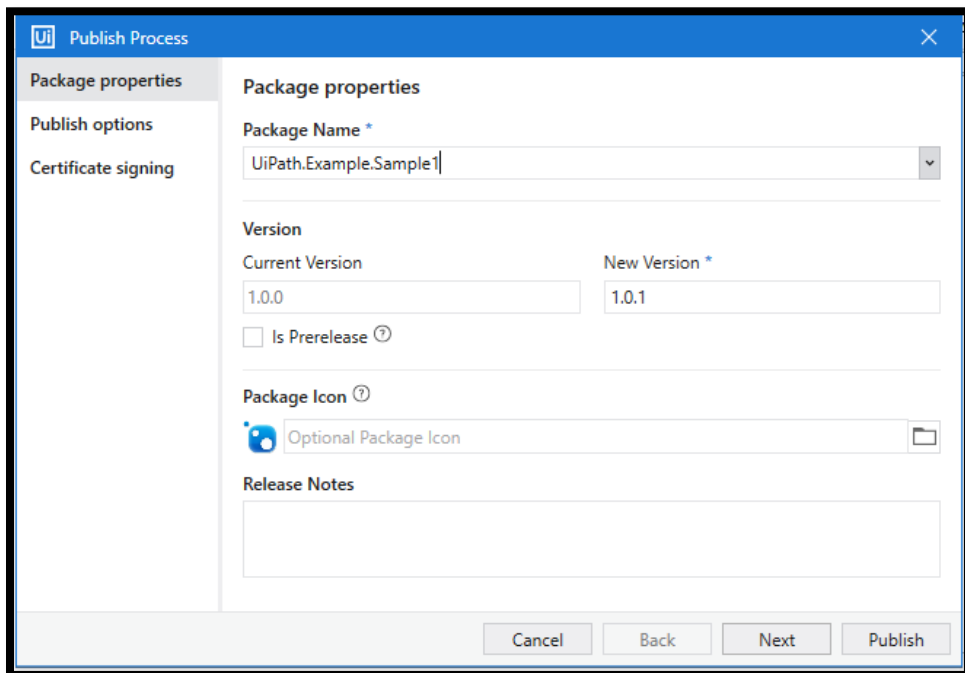 Ui Publish Process
Package properties
Publish options
Certificate signing
Package properties
Package Name *
UiPath.Example.Sample1
Version
Current Version New Version *
1.0.0 1.0.1
Is Prerelease ?
Package Icon ?
Optional Package Icon
Release Notes
Cancel Back Next Publish